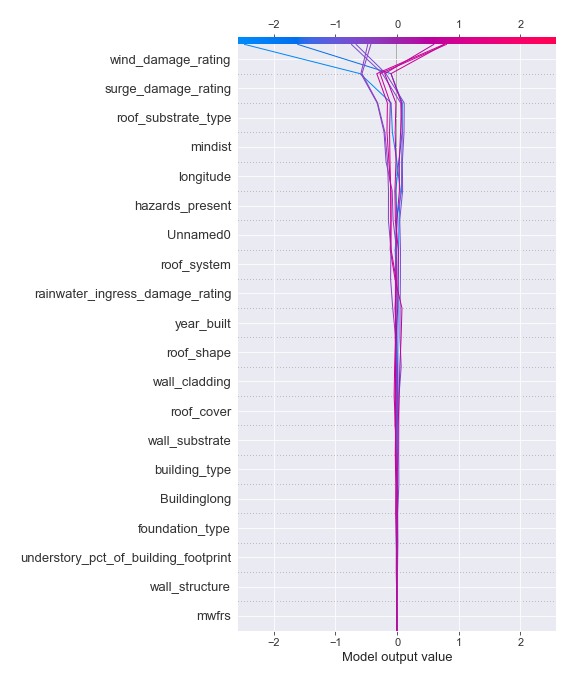 −2 −1 0 1 2
wind_damage_rating
surge_damage_rating
roof_substrate_type
mindist
longitude
hazards_present
Unnamed0
roof_system
rainwater_ingress_damage_rating
year_built
roof_shape
wall_cladding
roof_cover
wall_substrate
building_type
Buildinglong
foundation_type
understory_pct_of_building_footprint
wall_structure
mwfrs
−2 −1 0 1 2
Model output value